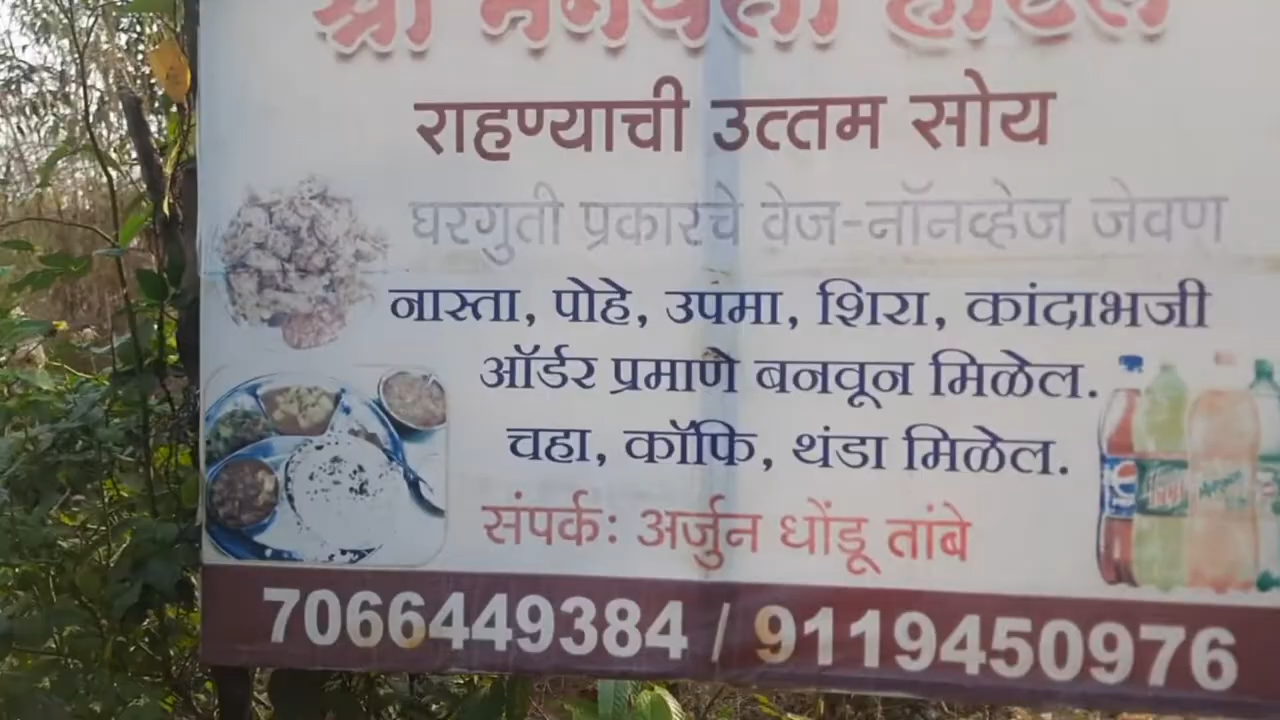 श्री भगवती हॉटेल
राहण्याची उत्तम सोय
घरगुती प्रकारचे वेज-नॉनव्हेज जेवण
नास्ता, पोहे, उपमा, शिरा, कांदाभजी
ऑर्डर प्रमाणे बनवून मिळेल.
चहा, कॉफि, थंडा मिळेल.
संपर्क: अर्जुन धोंडू तांबे
7066449384 / 9119450976